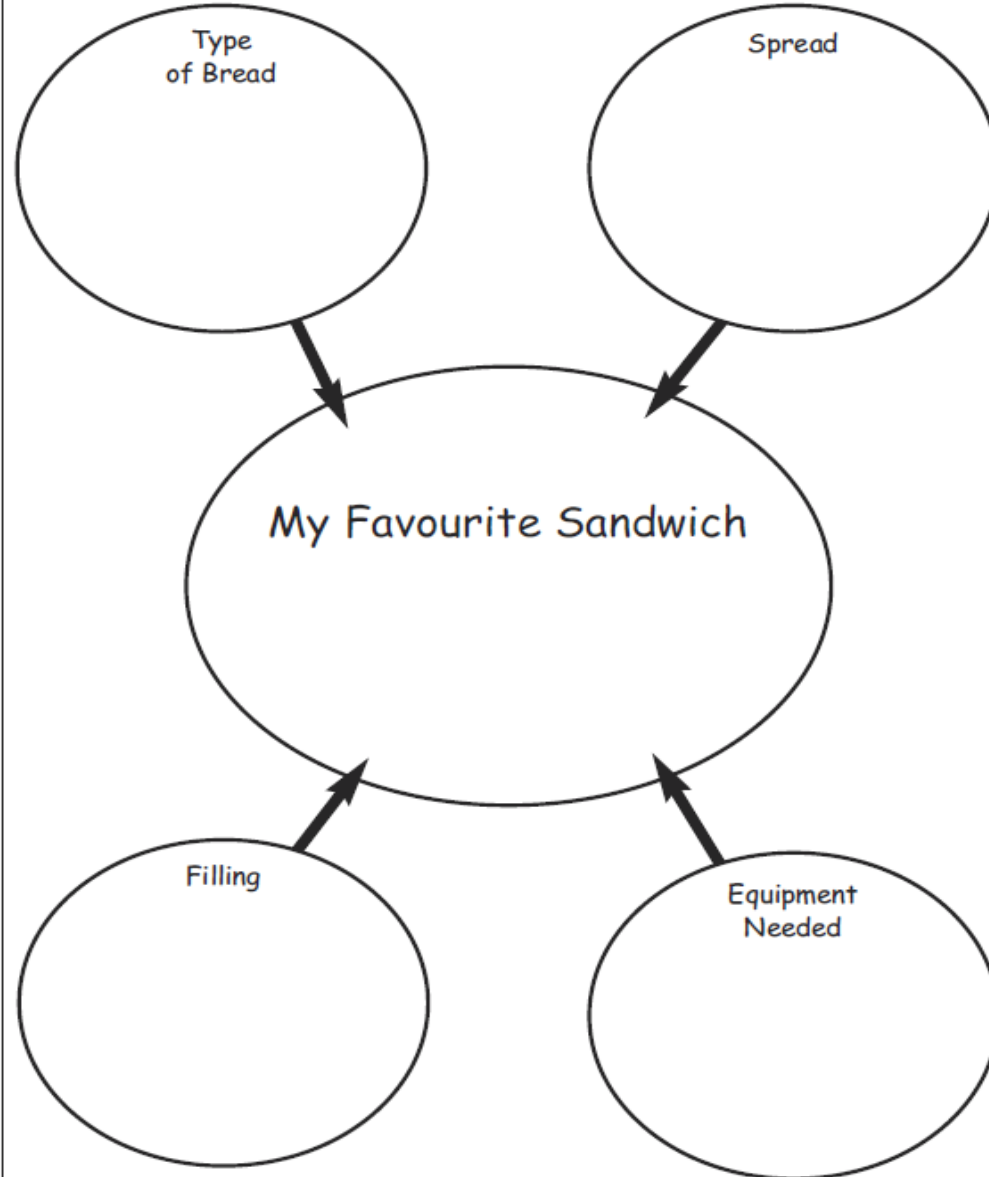 Type
of Bread
Spread
My Favourite Sandwich
Filling
Equipment
Needed